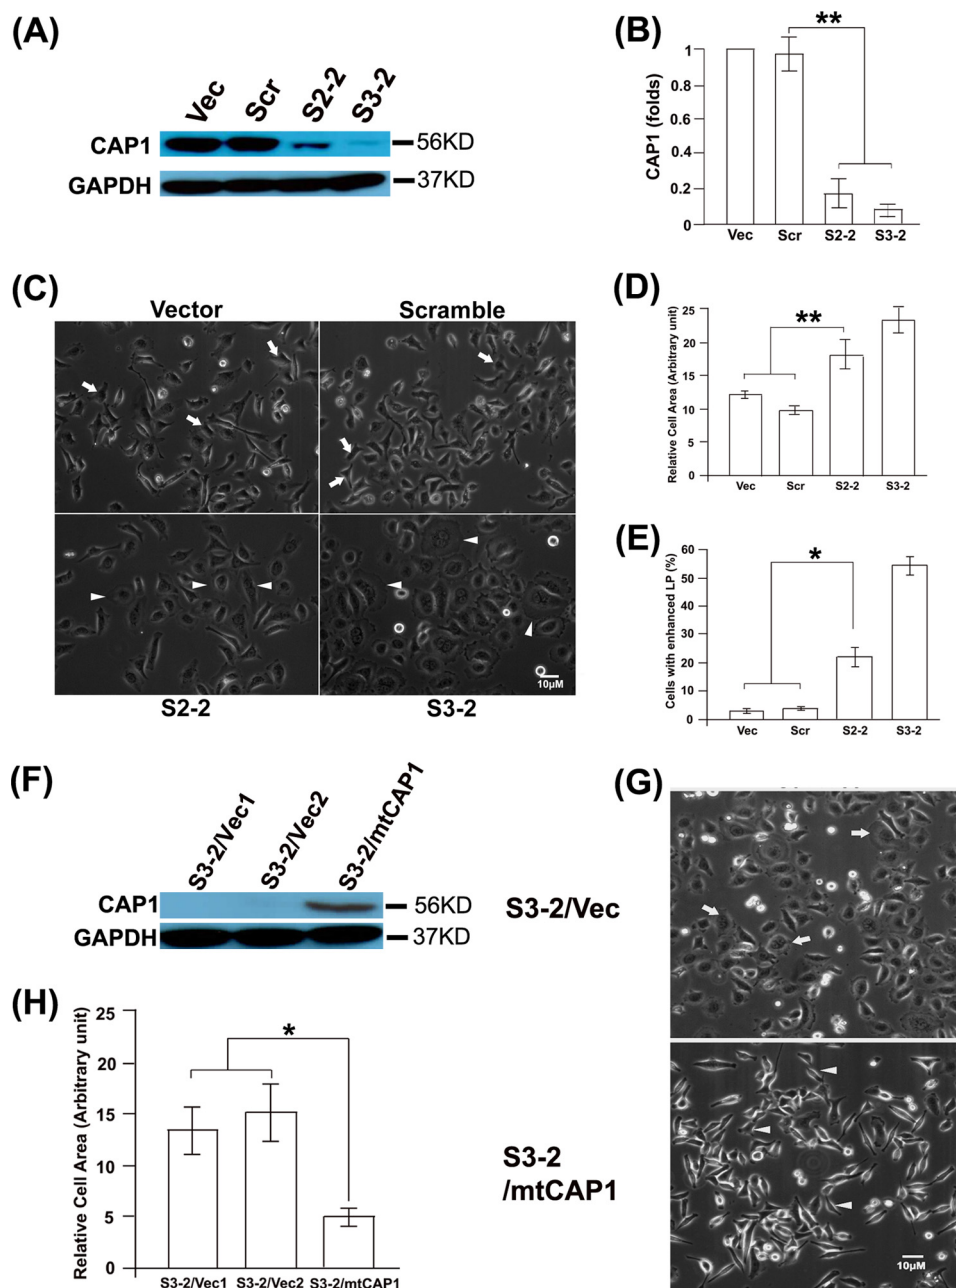 (A)
Vec Scr S2-2 S3-2
CAP1 56KD
GAPDH 37KD
(B)
CAP1 (folds)
**
1
0.8
0.6
0.4
0.2
0
Vec Scr S2-2 S3-2
(C)
Vector Scramble
10µM
S2-2 S3-2
(D)
Relative Cell Area (Arbitrary unit)
**
25
20
15
10
5
0
Vec Scr S2-2 S3-2
(E)
Cells with enhanced LP (%)
*
60
50
40
30
20
10
0
Vec Scr S2-2 S3-2
(F)
S3-2/Vec1 S3-2/Vec2 S3-2/mtCAP1
CAP1 56KD
GAPDH 37KD
(G)
S3-2/Vec
S3-2
/mtCAP1
10µM
(H)
Relative Cell Area (Arbitrary unit)
*
25
20
15
10
5
0
S3-2/Vec1 S3-2/Vec2 S3-2/mtCAP1